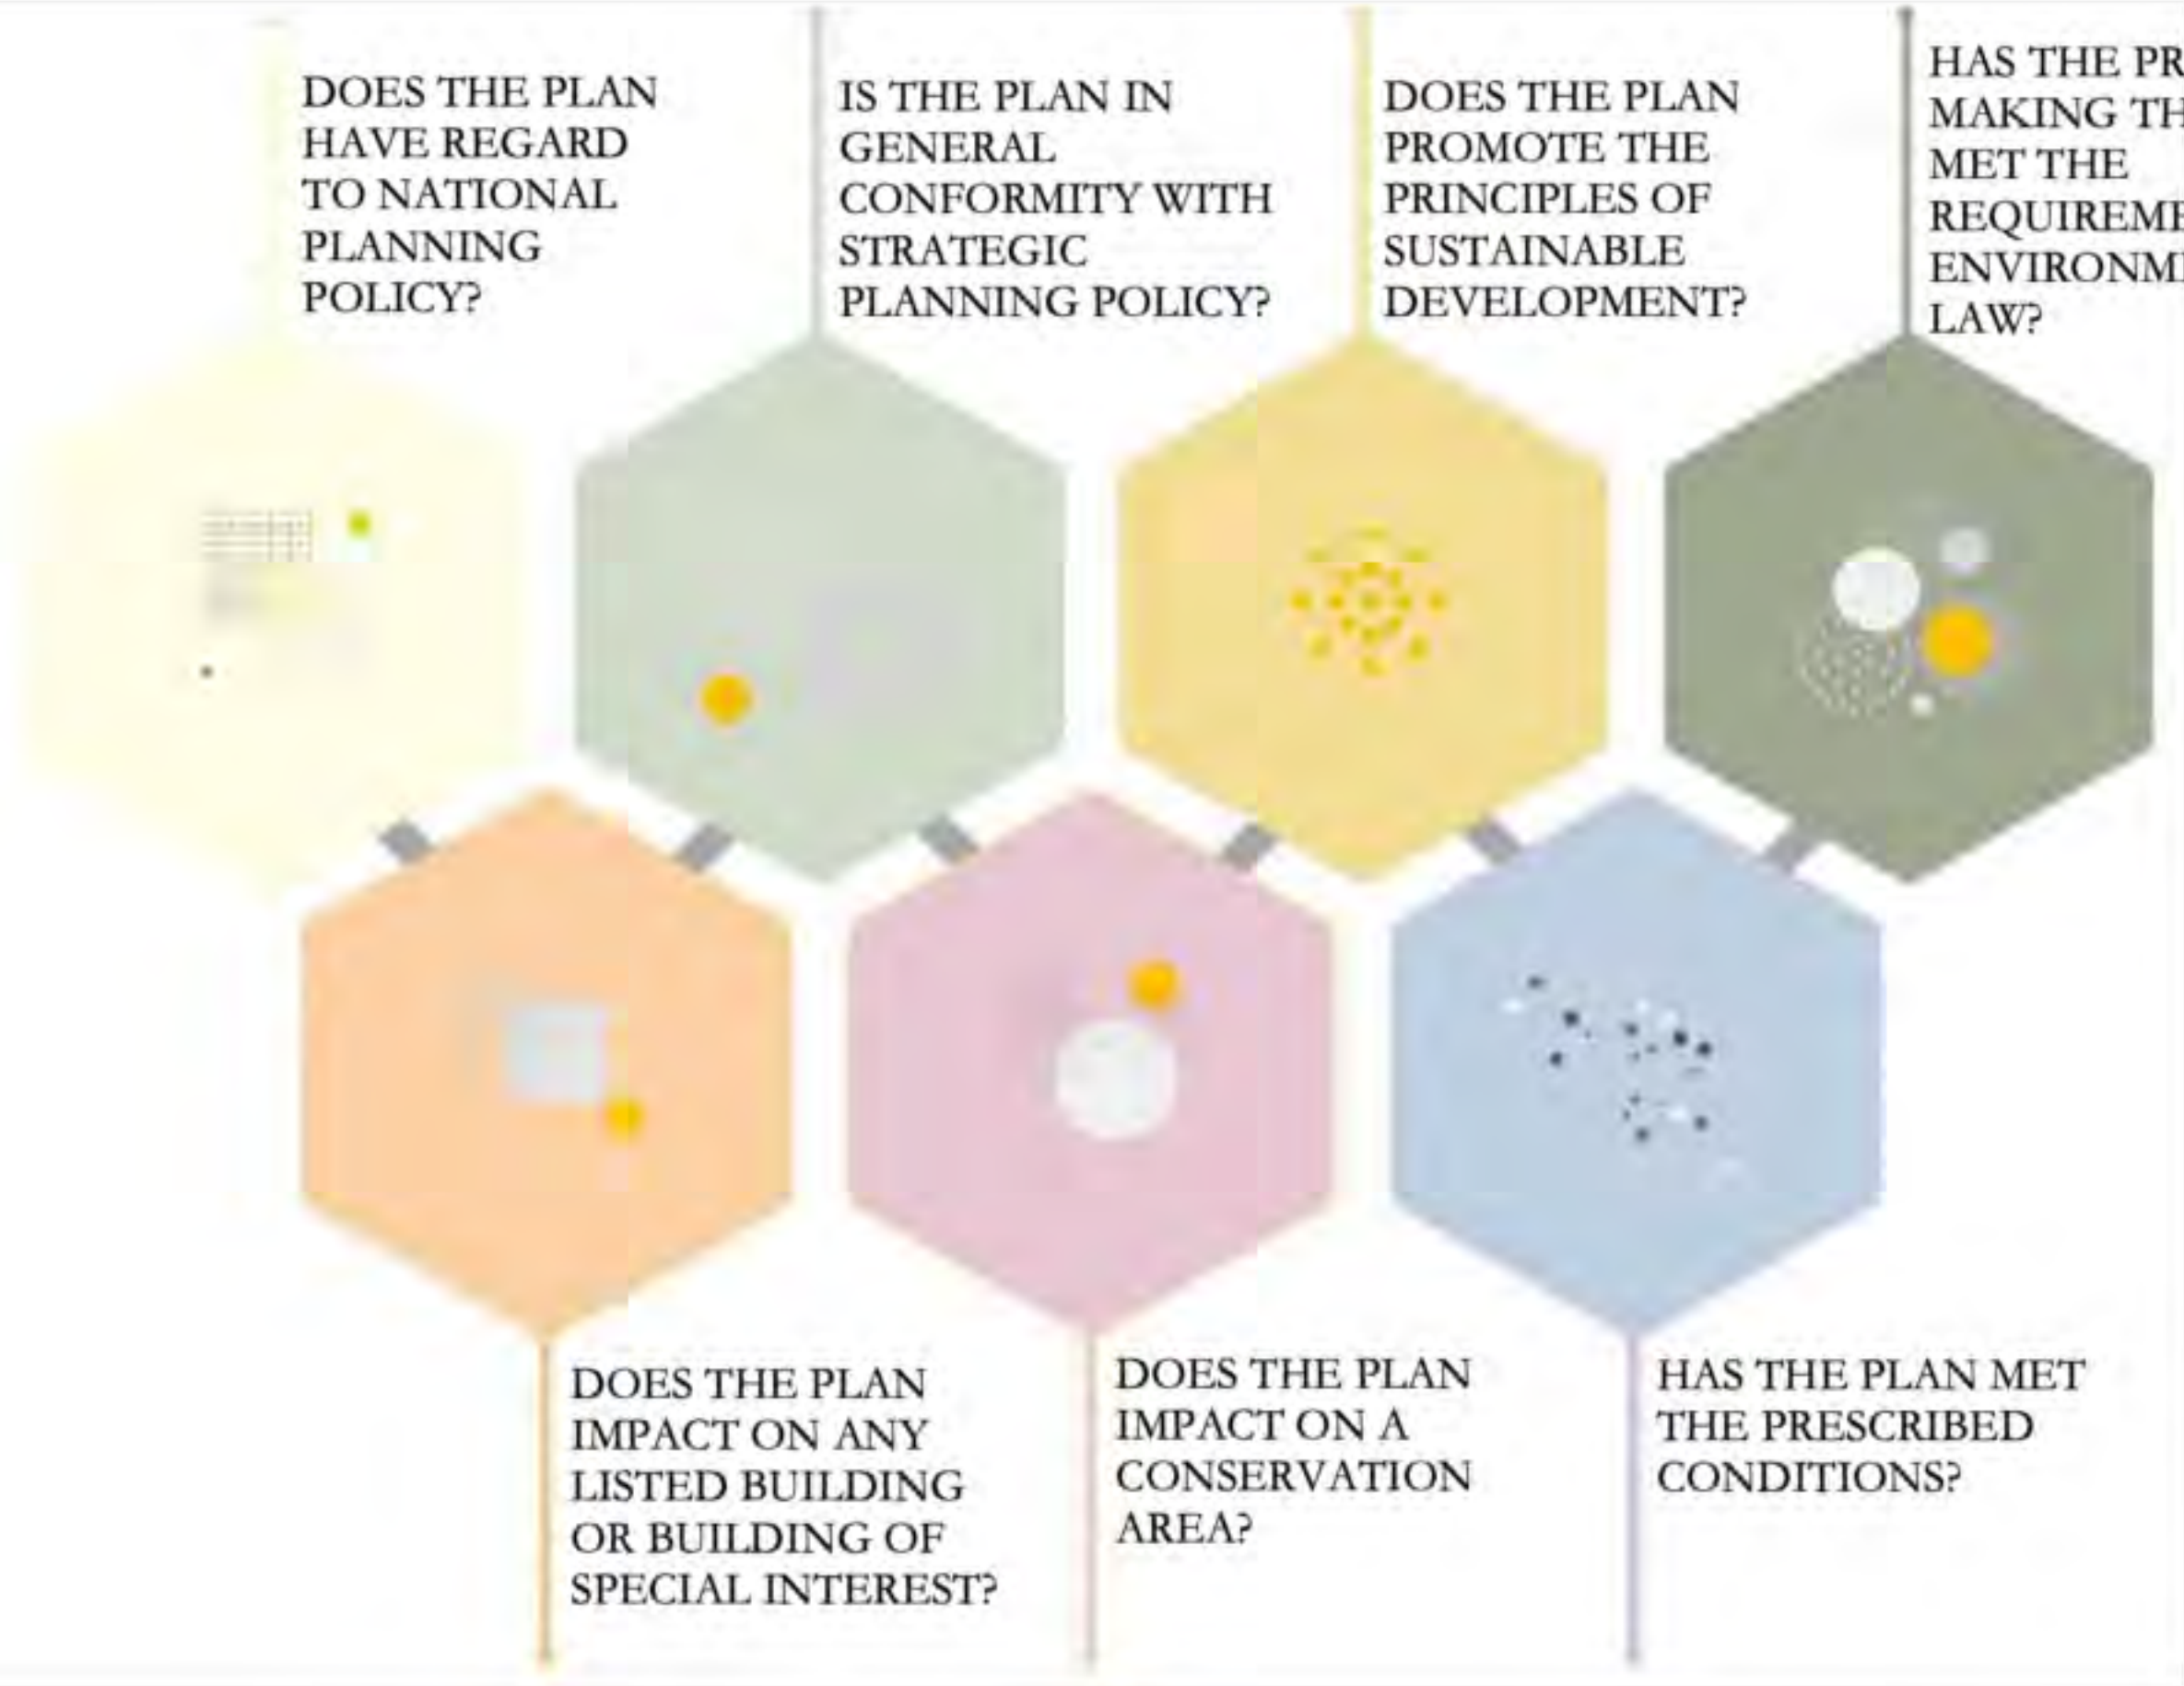 DOES THE PLAN
HAVE REGARD
TO NATIONAL
PLANNING
POLICY?
IS THE PLAN IN
GENERAL
CONFORMITY WITH
STRATEGIC
PLANNING POLICY?
DOES THE PLAN
PROMOTE THE
PRINCIPLES OF
SUSTAINABLE
DEVELOPMENT?
HAS THE
MAKING
MET THE
LAW?
DOES THE PLAN
IMPACT ON ANY
LISTED BUILDING
OR BUILDING OF
SPECIAL INTEREST?
DOES THE PLAN
IMPACT ON A
CONSERVATION
AREA?
HAS THE PLAN MET
THE PRESCRIBED
CONDITIONS?